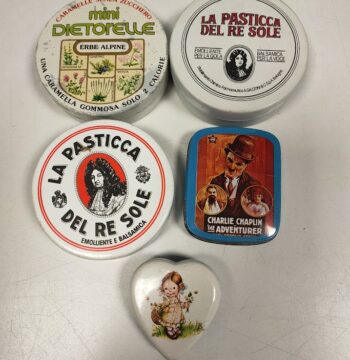 CARAMELLE SENZA ZUCCHERO
mini
DIETORELLE
ERBE ALPINE
UNA CARAMELLA GOMMOSA SOLO 2 CALORIE
LA PASTICCA
DEL RE SOLE
EMOLLIENTE
PER LA GOLA
BALSAMICA
PER LA VOCE
LA PASTICCA
DEL RE SOLE
EMOLLIENTE E BALSAMICA
CHARLIE CHAPLIN
THE ADVENTURER